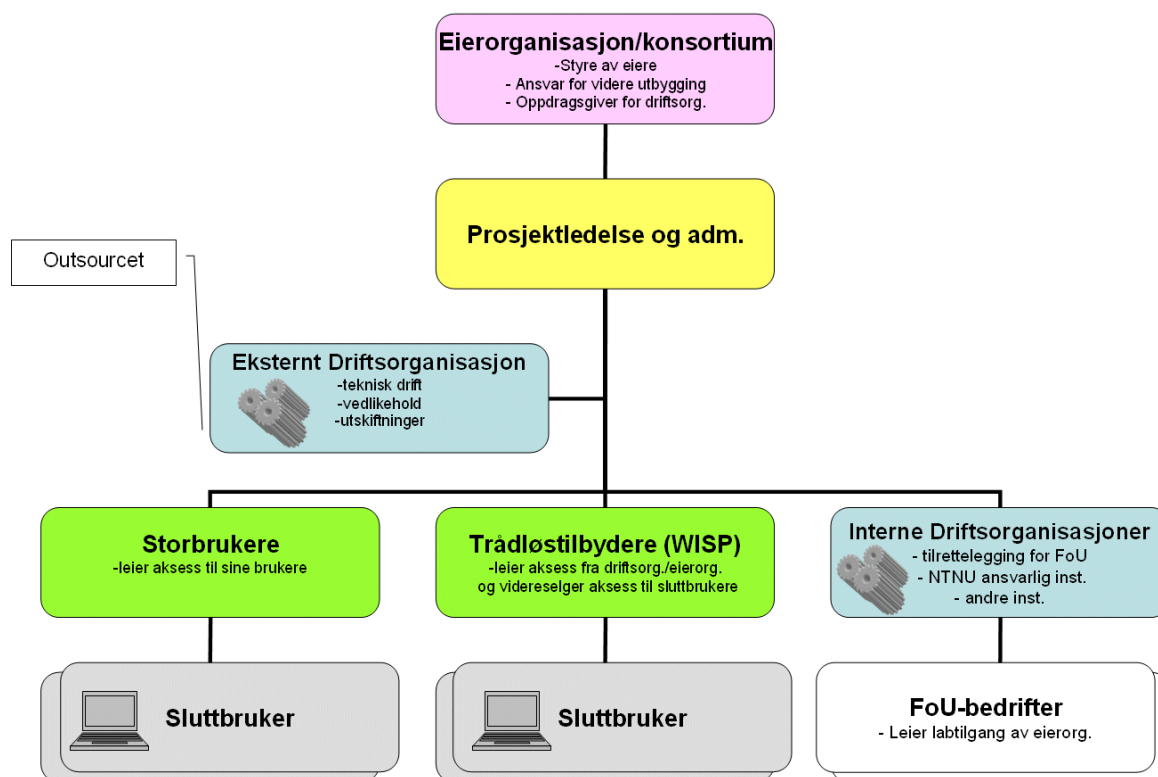 Eierorganisasjon/konsortium
-Styre av eiere
- Ansvar for videre utbygging
- Oppdragsgiver for driftsorg.
Prosjektledelse og adm.
Outsourcet
Eksternt Driftsorganisasjon
-teknisk drift
-vedlikehold
-utskiftninger
Storbrukere
-leier aksess til sine brukere
Trådløstilbydere (WISP)
-leier aksess fra driftsorg./eierorg.
og videreselger aksess til sluttbrukere
Interne Driftsorganisasjoner
- tilrettelegging for FoU
- NTNU ansvarlig inst.
- andre inst.
Sluttbruker
Sluttbruker
FoU-bedrifter
- Leier labtilgang av eierorg.